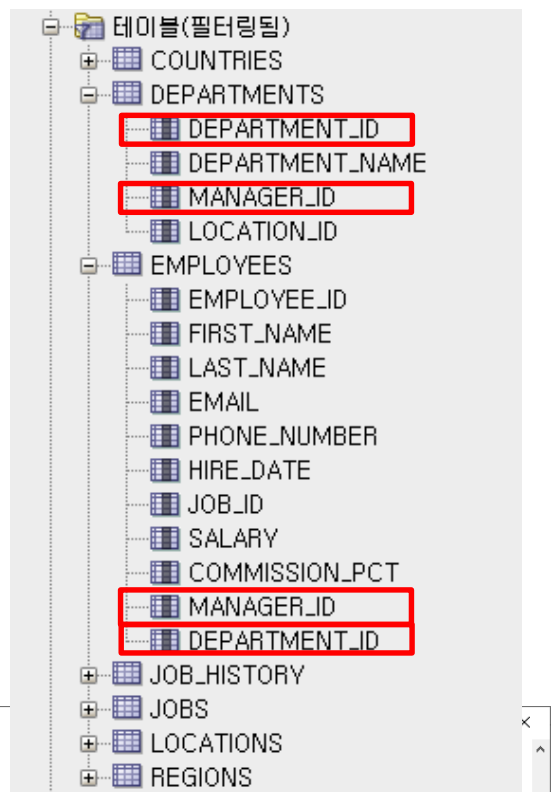 테이블(필터링됨)
COUNTRIES
DEPARTMENTS
DEPARTMENT_ID
DEPARTMENT_NAME
MANAGER_ID
LOCATION_ID
EMPLOYEES
EMPLOYEE_ID
FIRST_NAME
LAST_NAME
EMAIL
PHONE_NUMBER
HIRE_DATE
JOB_ID
SALARY
COMMISSION_PCT
MANAGER_ID
DEPARTMENT_ID
JOB_HISTORY
JOBS
LOCATIONS
REGIONS